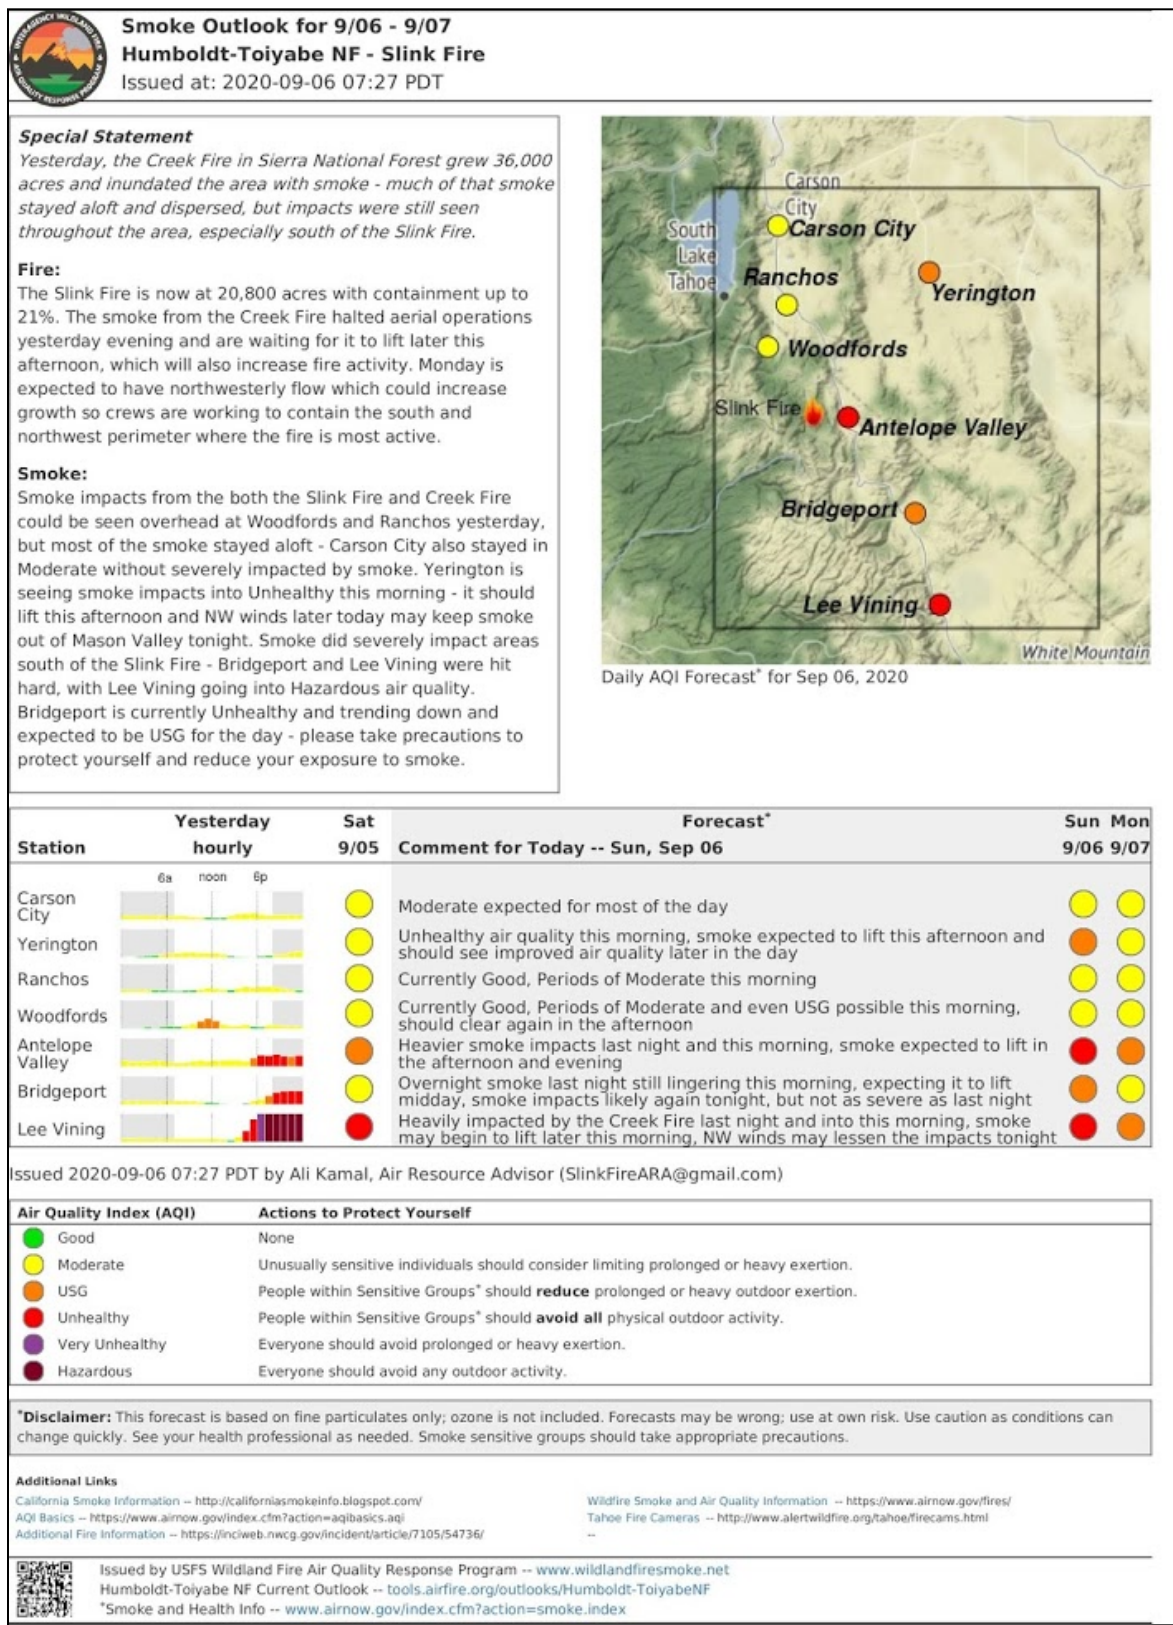 INTERAGENCY WILDLAND FIRE
AIR QUALITY RESPONSE PROGRAM
Smoke Outlook for 9/06 - 9/07
Humboldt-Toiyabe NF - Slink Fire
Issued at: 2020-09-06 07:27 PDT
Special Statement
Yesterday, the Creek Fire in Sierra National Forest grew 36,000
acres and inundated the area with smoke - much of that smoke
stayed aloft and dispersed, but impacts were still seen
throughout the area, especially south of the Slink Fire.
Fire:
The Slink Fire is now at 20,800 acres with containment up to
21%. The smoke from the Creek Fire halted aerial operations
yesterday evening and are waiting for it to lift later this
afternoon, which will also increase fire activity. Monday is
expected to have northwesterly flow which could increase
growth so crews are working to contain the south and
northwest perimeter where the fire is most active.
Smoke:
Smoke impacts from the both the Slink Fire and Creek Fire
could be seen overhead at Woodfords and Ranchos yesterday,
but most of the smoke stayed aloft - Carson City also stayed in
Moderate without severely impacted by smoke. Yerington is
seeing smoke impacts into Unhealthy this morning - it should
lift this afternoon and NW winds later today may keep smoke
out of Mason Valley tonight. Smoke did severely impact areas
south of the Slink Fire - Bridgeport and Lee Vining were hit
hard, with Lee Vining going into Hazardous air quality.
Bridgeport is currently Unhealthy and trending down and
expected to be USG for the day - please take precautions to
protect yourself and reduce your exposure to smoke.
Carson
City
Carson City
South
Lake
Tahoe
Ranchos
Yerington
Woodfords
Slink Fire
Antelope Valley
Bridgeport
Lee Vining
White Mountain
Daily AQI Forecast* for Sep 06, 2020
Yesterday Sat Forecast* Sun Mon
Station hourly 9/05 Comment for Today -- Sun, Sep 06 9/06 9/07
6a noon 6p
Carson
City
Moderate expected for most of the day
Yerington
Unhealthy air quality this morning, smoke expected to lift this afternoon and
should see improved air quality later in the day
Ranchos
Currently Good, Periods of Moderate this morning
Woodfords
Currently Good, Periods of Moderate and even USG possible this morning,
should clear again in the afternoon
Antelope
Valley
Heavier smoke impacts last night and this morning, smoke expected to lift in
the afternoon and evening
Bridgeport
Overnight smoke last night still lingering this morning, expecting it to lift
midday, smoke impacts likely again tonight, but not as severe as last night
Lee Vining
Heavily impacted by the Creek Fire last night and into this morning, smoke
may begin to lift later this morning, NW winds may lessen the impacts tonight
Issued 2020-09-06 07:27 PDT by Ali Kamal, Air Resource Advisor (SlinkFireARA@gmail.com)
Air Quality Index (AQI) Actions to Protect Yourself
Good None
Moderate Unusually sensitive individuals should consider limiting prolonged or heavy exertion.
USG People within Sensitive Groups* should reduce prolonged or heavy outdoor exertion.
Unhealthy People within Sensitive Groups* should avoid all physical outdoor activity.
Very Unhealthy Everyone should avoid prolonged or heavy exertion.
Hazardous Everyone should avoid any outdoor activity.
*Disclaimer: This forecast is based on fine particulates only; ozone is not included. Forecasts may be wrong; use at own risk. Use caution as conditions can
change quickly. See your health professional as needed. Smoke sensitive groups should take appropriate precautions.
Additional Links
California Smoke Information -- http://californiasmokeinfo.blogspot.com/
AQI Basics -- https://www.airnow.gov/index.cfm?action=aqibasics.aqi
Additional Fire Information -- https://inciweb.nwcg.gov/incident/article/7105/54736/
Wildfire Smoke and Air Quality Information -- https://www.airnow.gov/fires/
Tahoe Fire Cameras -- http://www.alertwildfire.org/tahoe/firecams.html
--
Issued by USFS Wildland Fire Air Quality Response Program -- www.wildlandfiresmoke.net
Humboldt-Toiyabe NF Current Outlook -- tools.airfire.org/outlooks/Humboldt-ToiyabeNF
*Smoke and Health Info -- www.airnow.gov/index.cfm?action=smoke.index